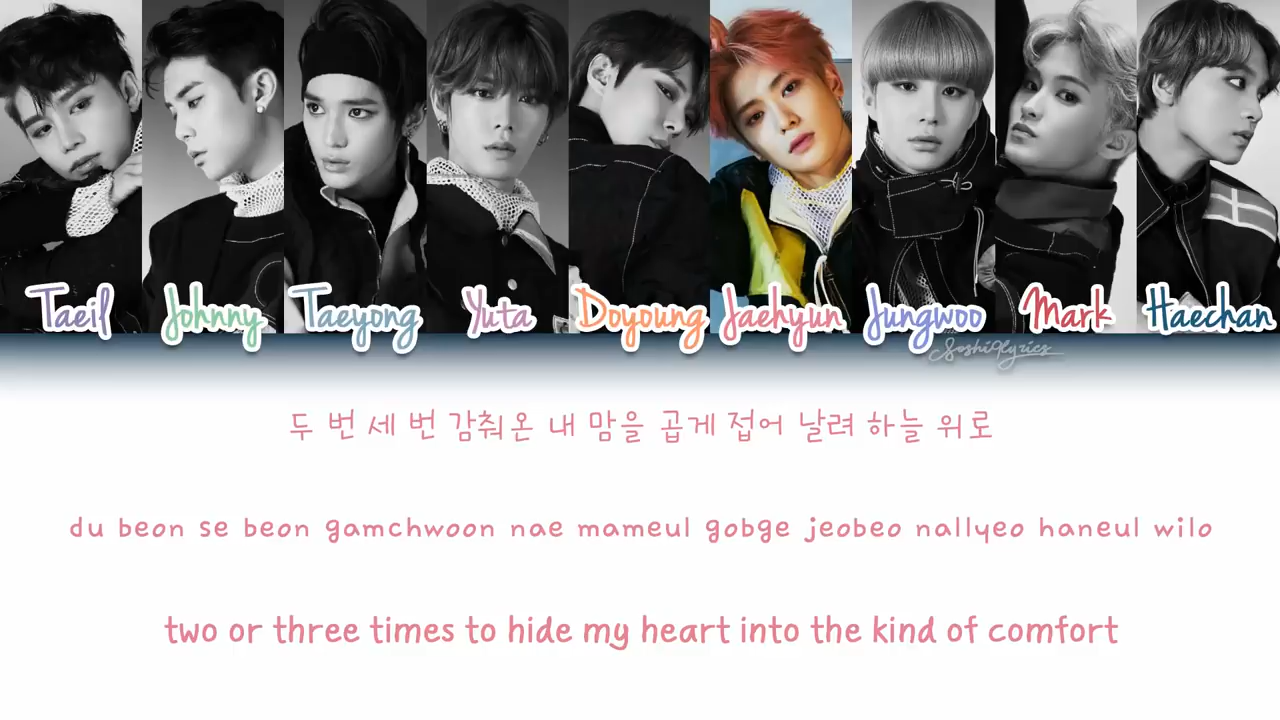 Taeil Johnny Taeyong Yuta Doyoung Jaehyun Jungwoo Mark Haechan
Soshi9lyrics
두 번 세 번 감춰온 내 맘을 곱게 접어 날려 하늘 위로
du beon se beon gamchwoon nae mameul gobge jeobeo nallyeo haneul wilo
two or three times to hide my heart into the kind of comfort